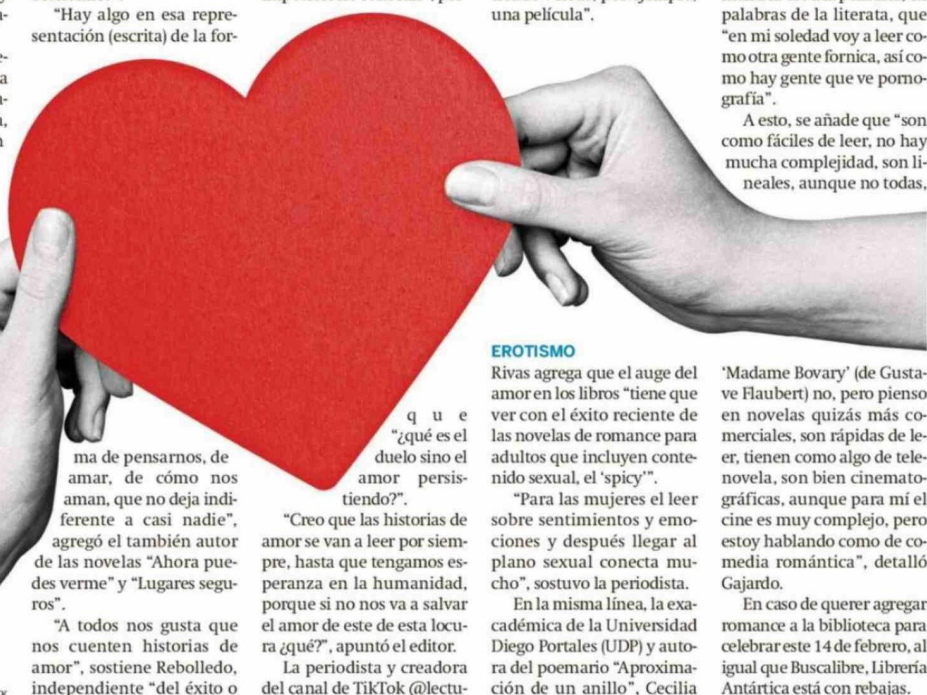 “Hay algo en esa repre-
sentación (escrita) de la for-
ma de pensarnos, de
amar, de cómo nos
aman, que no deja indi-
ferente a casi nadie”,
agregó el también autor
de las novelas “Ahora pue-
des verme” y “Lugares segu-
ros”.
“A todos nos gusta que
nos cuenten historias de
amor”, sostiene Rebolledo,
independiente “del éxito o
q u e
“¿qué es el
duelo sino el
amor persis-
tiendo?”.
“Creo que las historias de
amor se van a leer por siem-
pre, hasta que tengamos es-
peranza en la humanidad,
porque si no nos va a salvar
el amor de este de esta locu-
ra ¿qué?”, apuntó el editor.
La periodista y creadora
del canal de TikTok @lectu-
una película”.
EROTISMO
Rivas agrega que el auge del
amor en los libros “tiene que
ver con el éxito reciente de
las novelas de romance para
adultos que incluyen conte-
nido sexual, el ‘spicy’”.
“Para las mujeres el leer
sobre sentimientos y emo-
ciones y después llegar al
plano sexual conecta mu-
cho”, sostuvo la periodista.
En la misma línea, la exa-
cadémica de la Universidad
Diego Portales (UDP) y auto-
ra del poemario “Aproxima-
ción de un anillo”, Cecilia
palabras de la literata, que
“en mi soledad voy a leer co-
mo otra gente fornica, así co-
mo hay gente que ve porno-
grafía”.
A esto, se añade que “son
como fáciles de leer, no hay
mucha complejidad, son li-
neales, aunque no todas,
‘Madame Bovary’ (de Gusta-
ve Flaubert) no, pero pienso
en novelas quizás más co-
merciales, son rápidas de le-
er, tienen como algo de tele-
novela, son bien cinemato-
gráficas, aunque para mí el
cine es muy complejo, pero
estoy hablando como de co-
media romántica”, detalló
Gajardo.
En caso de querer agregar
romance a la biblioteca para
celebrar este 14 de febrero, al
igual que Buscalibre, Librería
Antártica está con rebajas.